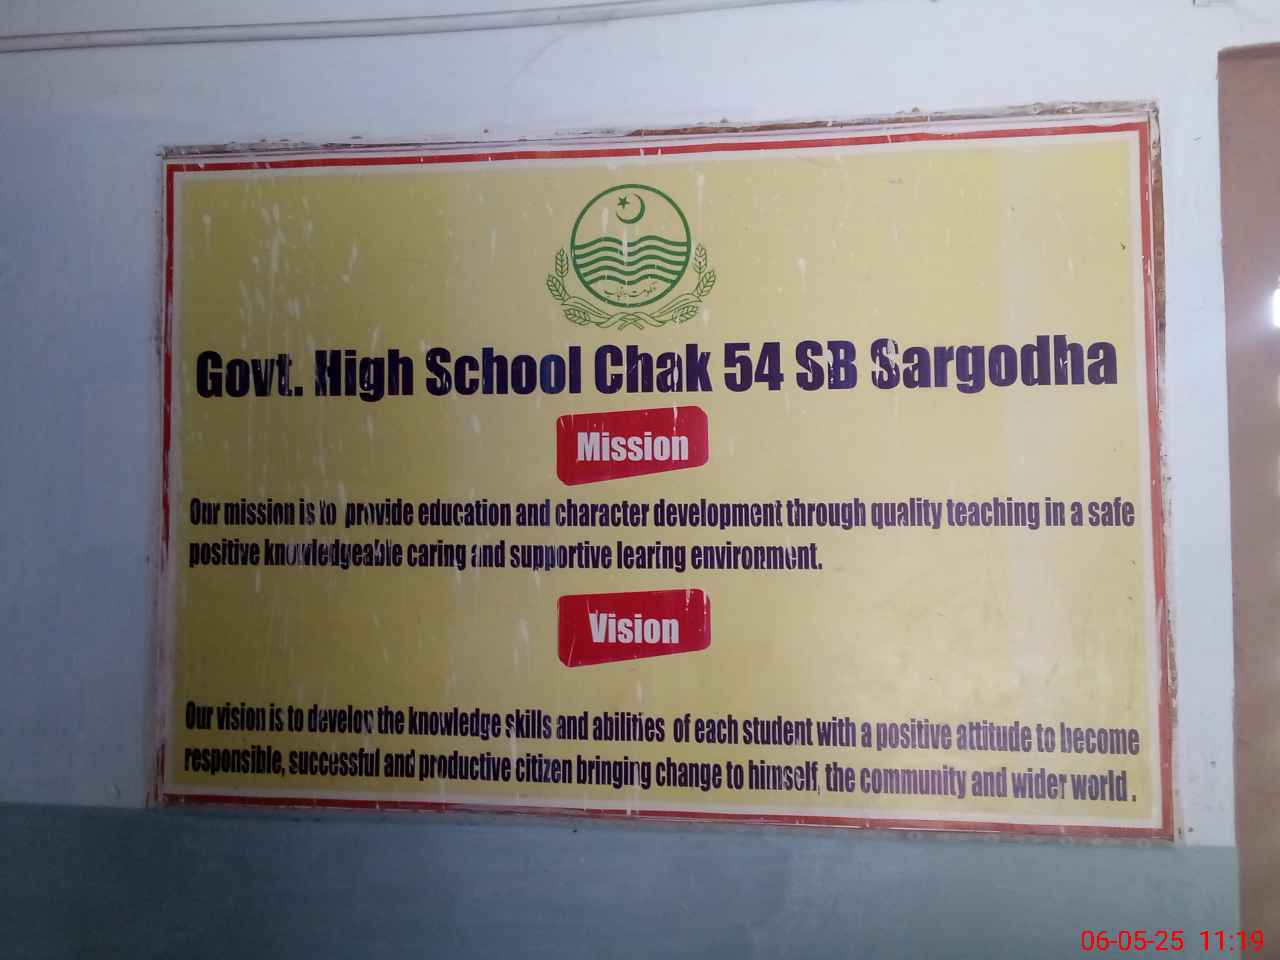 حکومت پنجاب
Govt. High School Chak 54 SB Sargodha
Mission
Our mission is to provide education and character development through quality teaching in a safe
positive knowledgeable caring and supportive learing environment.
Vision
Our vision is to develop the knowledge skills and abilities of each student with a positive attitude to become
responsible, successful and productive citizen bringing change to himself, the community and wider world .
06-05-25 11:19